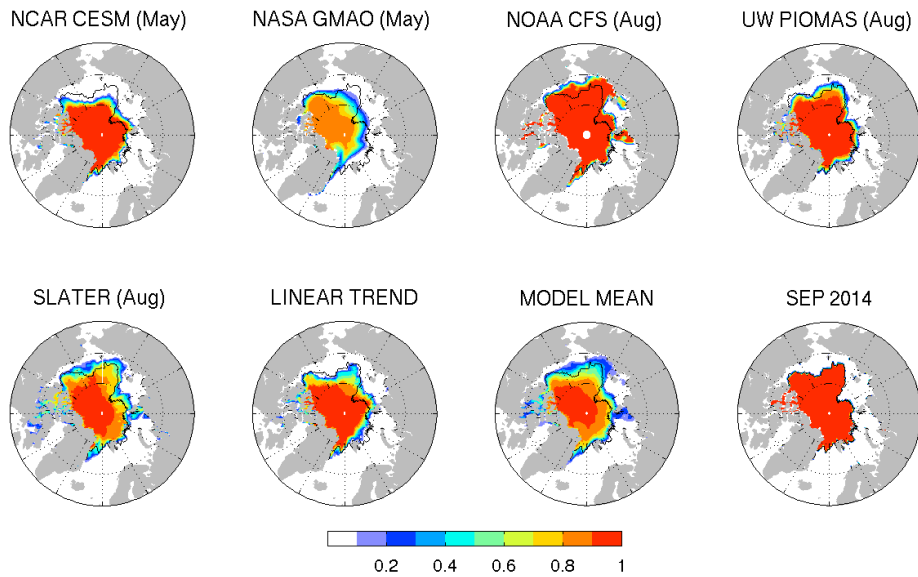 NCAR CESM (May) NASA GMAO (May) NOAA CFS (Aug) UW PIOMAS (Aug)
SLATER (Aug) LINEAR TREND MODEL MEAN SEP 2014
0.2 0.4 0.6 0.8 1